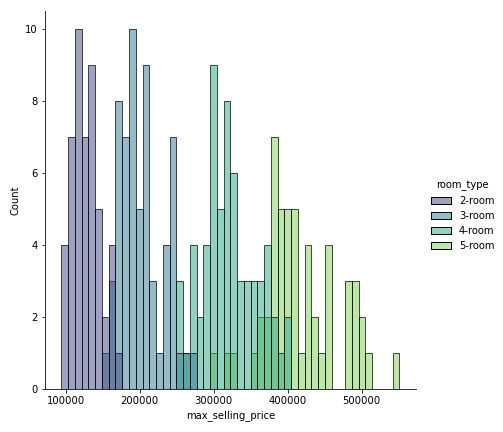 10
8
6
4
2
0
Count
100000 200000 300000 400000 500000
max_selling_price
room_type
2-room
3-room
4-room
5-room